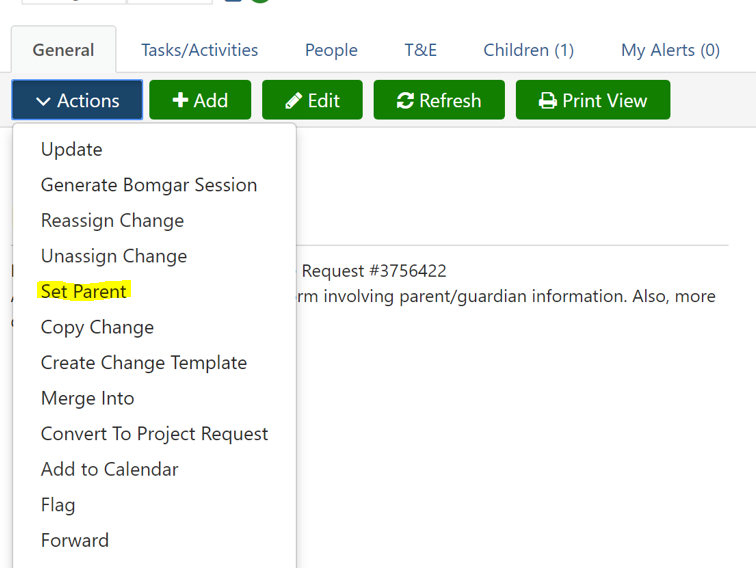 General Tasks/Activities People T&E Children (1) My Alerts (0)
Actions Add Edit Refresh Print View
Update
Generate Bomgar Session
Reassign Change
Unassign Change
Request #3756422
Set Parent
involving parent/guardian information. Also, more
Copy Change
Create Change Template
Merge Into
Convert To Project Request
Add to Calendar
Flag
Forward